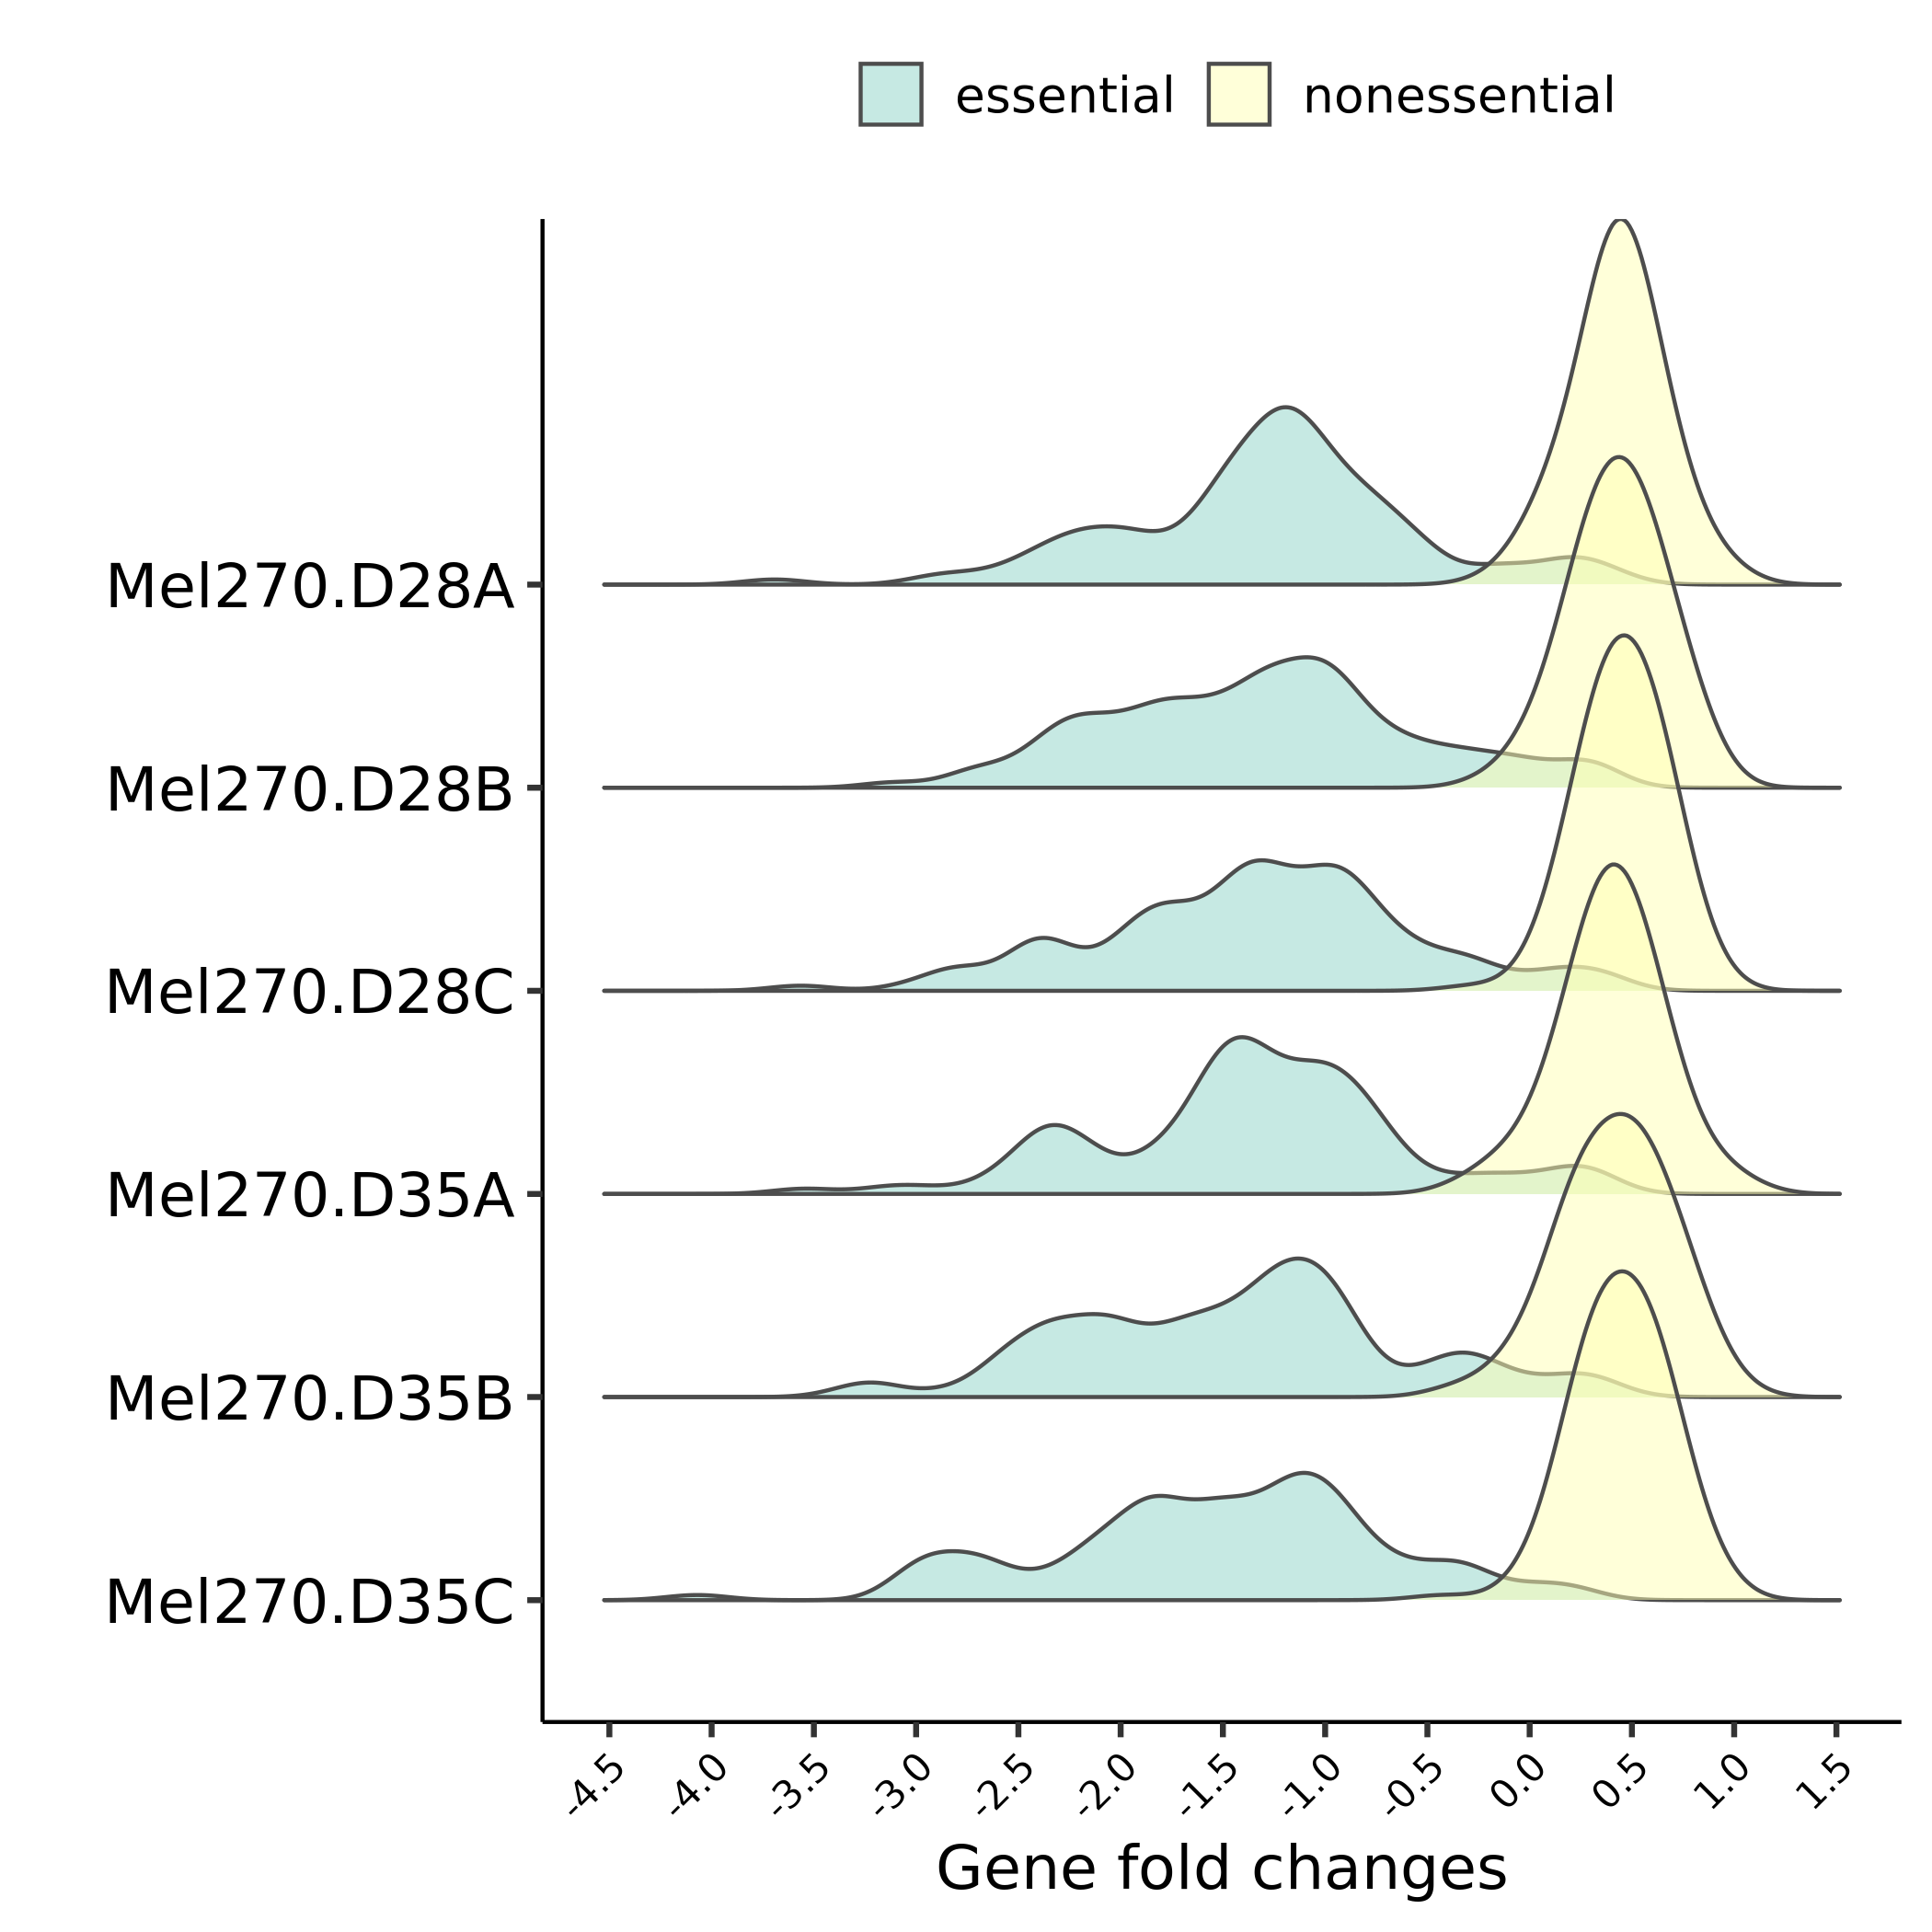 essential nonessential
Mel270.D28A
Mel270.D28B
Mel270.D28C
Mel270.D35A
Mel270.D35B
Mel270.D35C
-4.5 -4.0 -3.5 -3.0 -2.5 -2.0 -1.5 -1.0 -0.5 0.0 0.5 1.0 1.5
Gene fold changes